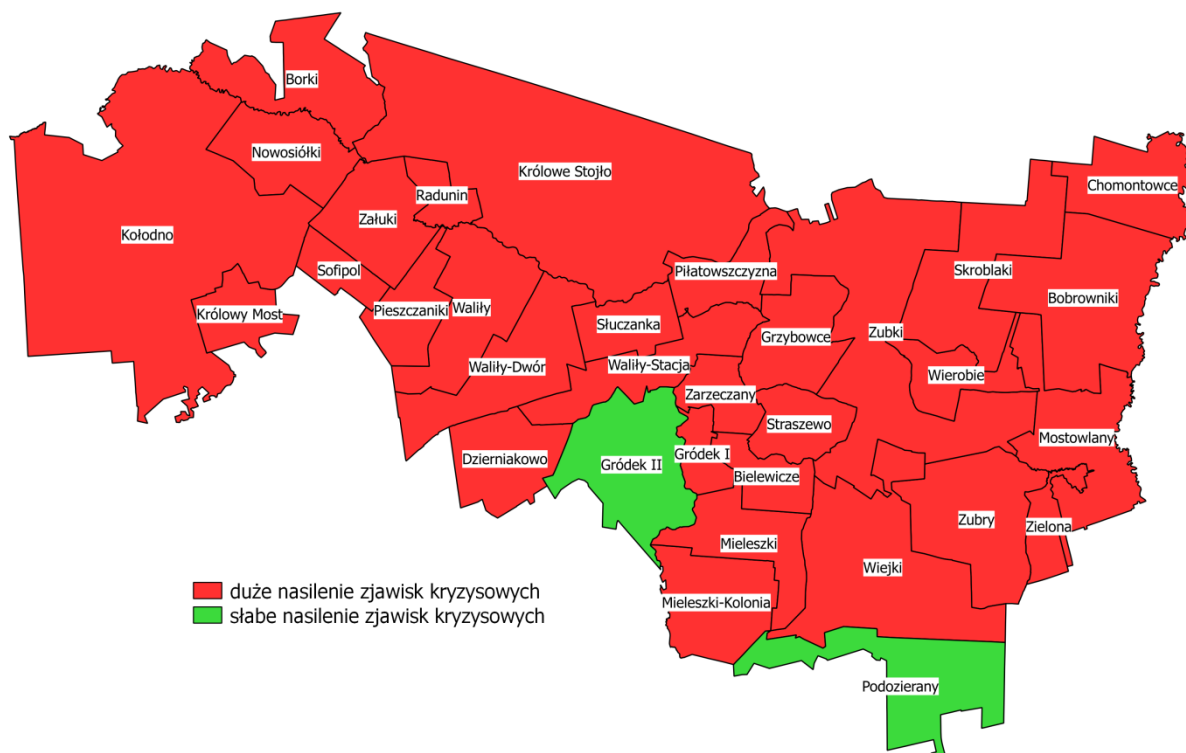 Borki
Nowosiółki
Królowe Stojło
Chomontowce
Radunin
Załuki
Kołodno
Sofipol
Piłatowszczyzna
Skroblaki
Bobrowniki
Królowy Most
Pieszczaniki
Waliły
Słuczanka
Grzybowce
Zubki
Waliły-Dwór
Waliły-Stacja
Wierobie
Zarzeczany
Straszewo
Mostowlany
Dzierniakowo
Gródek II
Gródek I
Bielewicze
Zubry
Zielona
Mieleszki
Wiejki
Mieleszki-Kolonia
duże nasilenie zjawisk kryzysowych
słabe nasilenie zjawisk kryzysowych
Podozierany